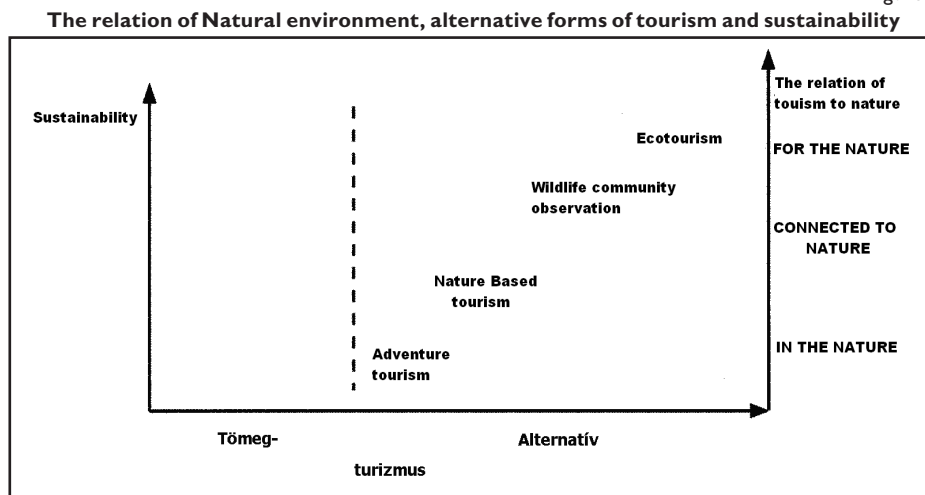 The relation of Natural environment, alternative forms of tourism and sustainability
The relation of
touism to nature
Sustainability
Ecotourism
FOR THE NATURE
Wildlife community
observation
CONNECTED TO
NATURE
Nature Based
tourism
IN THE NATURE
Adventure
tourism
Tömeg-
Alternatív
turizmus